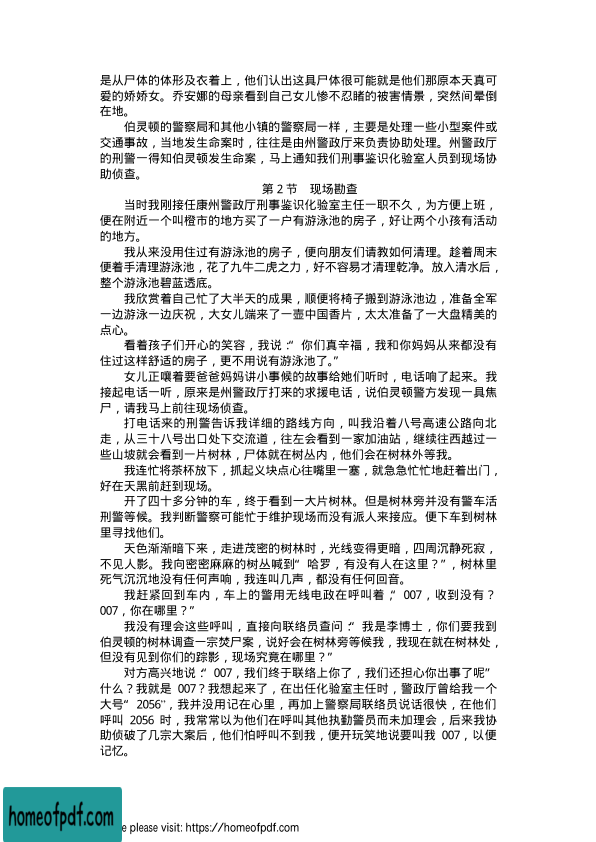 是从尸体的体形及衣着上，他们认出这具尸体很可能就是他们那原本天真可
爱的娇娇女。乔安娜的母亲看到自己女儿惨不忍睹的被害情景，突然间晕倒
在地。
伯灵顿的警察局和其他小镇的警察局一样，主要是处理一些小型案件或
交通事故，当地发生命案时，往往是由州警政厅来负责协助处理。州警政厅
的刑警一得知伯灵顿发生命案，马上通知我们刑事鉴识化验室人员到现场协
助侦查。
第 2 节　现场勘查
当时我刚接任康州警政厅刑事鉴识化验室主任一职不久，为方便上班，
便在附近一个叫橙市的地方买了一户有游泳池的房子，好让两个小孩有活动
的地方。
我从来没用住过有游泳池的房子，便向朋友们请教如何清理。趁着周末
便着手清理游泳池，花了九牛二虎之力，好不容易才清理乾净。放入清水后，
整个游泳池碧蓝透底。
我欣赏着自己忙了大半天的成果，顺便将椅子搬到游泳池边，准备全军
一边游泳一边庆祝，大女儿端来了一壶中国香片，太太准备了一大盘精美的
点心。
看着孩子们开心的笑容，我说：“你们真幸福，我和你妈妈从来都没有
住过这样舒适的房子，更不用说有游泳池了。”
女儿正嚷着要爸爸妈妈讲小事候的故事给她们听时，电话响了起来。我
接起电话一听，原来是州警政厅打来的求援电话，说伯灵顿警方发现一具焦
尸，请我马上前往现场侦查。
打电话来的刑警告诉我详细的路线方向，叫我沿着八号高速公路向北
走，从三十八号出口处下交流道，往左会看到一家加油站，继续往西越过一
些山坡就会看到一片树林，尸体就在树丛内，他们会在树林外等我。
我连忙将茶杯放下，抓起义块点心往嘴里一塞，就急急忙忙地赶着出门，
好在天黑前赶到现场。
开了四十多分钟的车，终于看到一大片树林。但是树林旁并没有警车活
刑警等候。我判断警察可能忙于维护现场而没有派人来接应。便下车到树林
里寻找他们。
天色渐渐暗下来，走进茂密的树林时，光线变得更暗，四周沉静死寂，
不见人影。我向密密麻麻的树丛喊到“哈罗，有没有人在这里？”，树林里
死气沉沉地没有任何声响，我连叫几声，都没有任何回音。
我赶紧回到车内，车上的警用无线电政在呼叫着，“007，收到没有？
007，你在哪里？”
我没有理会这些呼叫，直接向联络员查问：“我是李博士，你们要我到
伯灵顿的树林调查一宗焚尸案，说好会在树林旁等候我，我现在就在树林处，
但没有见到你们的踪影，现场究竟在哪里？”
对方高兴地说：“007，我们终于联络上你了，我们还担心你出事了呢”
什么？我就是 007？我想起来了，在出任化验室主任时，警政厅曾给我一个
大号“2056”，我并没用记在心里，再加上警察局联络员说话很快，在他们
呼叫 2056 时，我常常以为他们在呼叫其他执勤警员而未加理会，后来我协
助侦破了几宗大案后，他们怕呼叫不到我，便开玩笑地说要叫我 007，以便
记忆。
homeofpdf.com
e please visit: https://homeofpdf.com